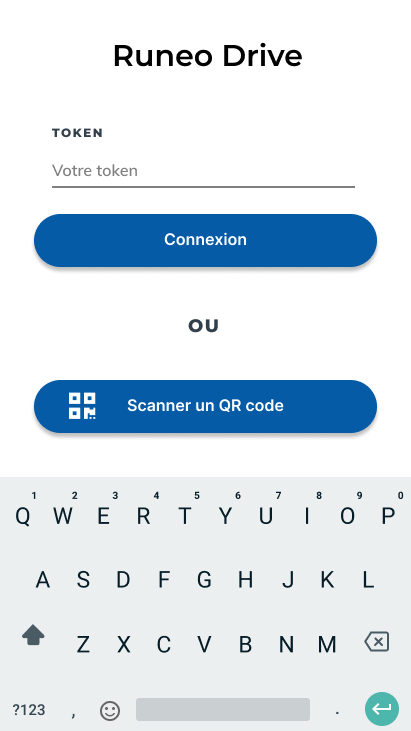 Runeo Drive
TOKEN
Votre token
Connexion
OU
Scanner un QR code
1 2 3 4 5 6 7 8 9 0
Q W E R T Y U I O P
A S D F G H J K L
Z X C V B N M
?123 , .